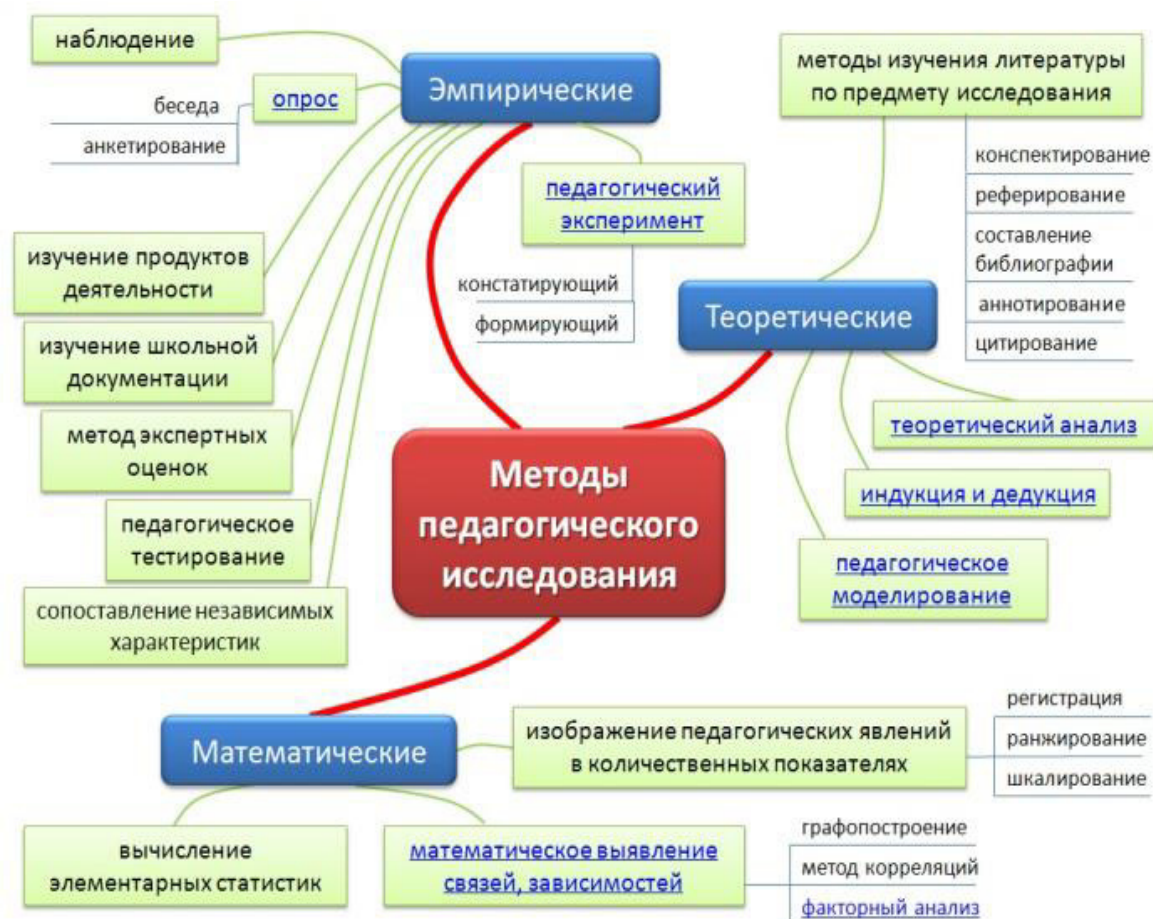 наблюдение
Эмпирические
опрос
беседа
анкетирование
педагогический
эксперимент
констатирующий
формирующий
изучение продуктов
деятельности
изучение школьной
документации
метод экспертных
оценок
педагогическое
тестирование
сопоставление независимых
характеристик
методы изучения литературы
по предмету исследования
конспектирование
реферирование
составление
библиографии
аннотирование
цитирование
Теоретические
теоретический анализ
индукция и дедукция
педагогическое
моделирование
Методы
педагогического
исследования
Математические
изображение педагогических явлений
в количественных показателях
регистрация
ранжирование
шкалирование
вычисление
элементарных статистик
математическое выявление
связей, зависимостей
графопостроение
метод корреляций
факторный анализ